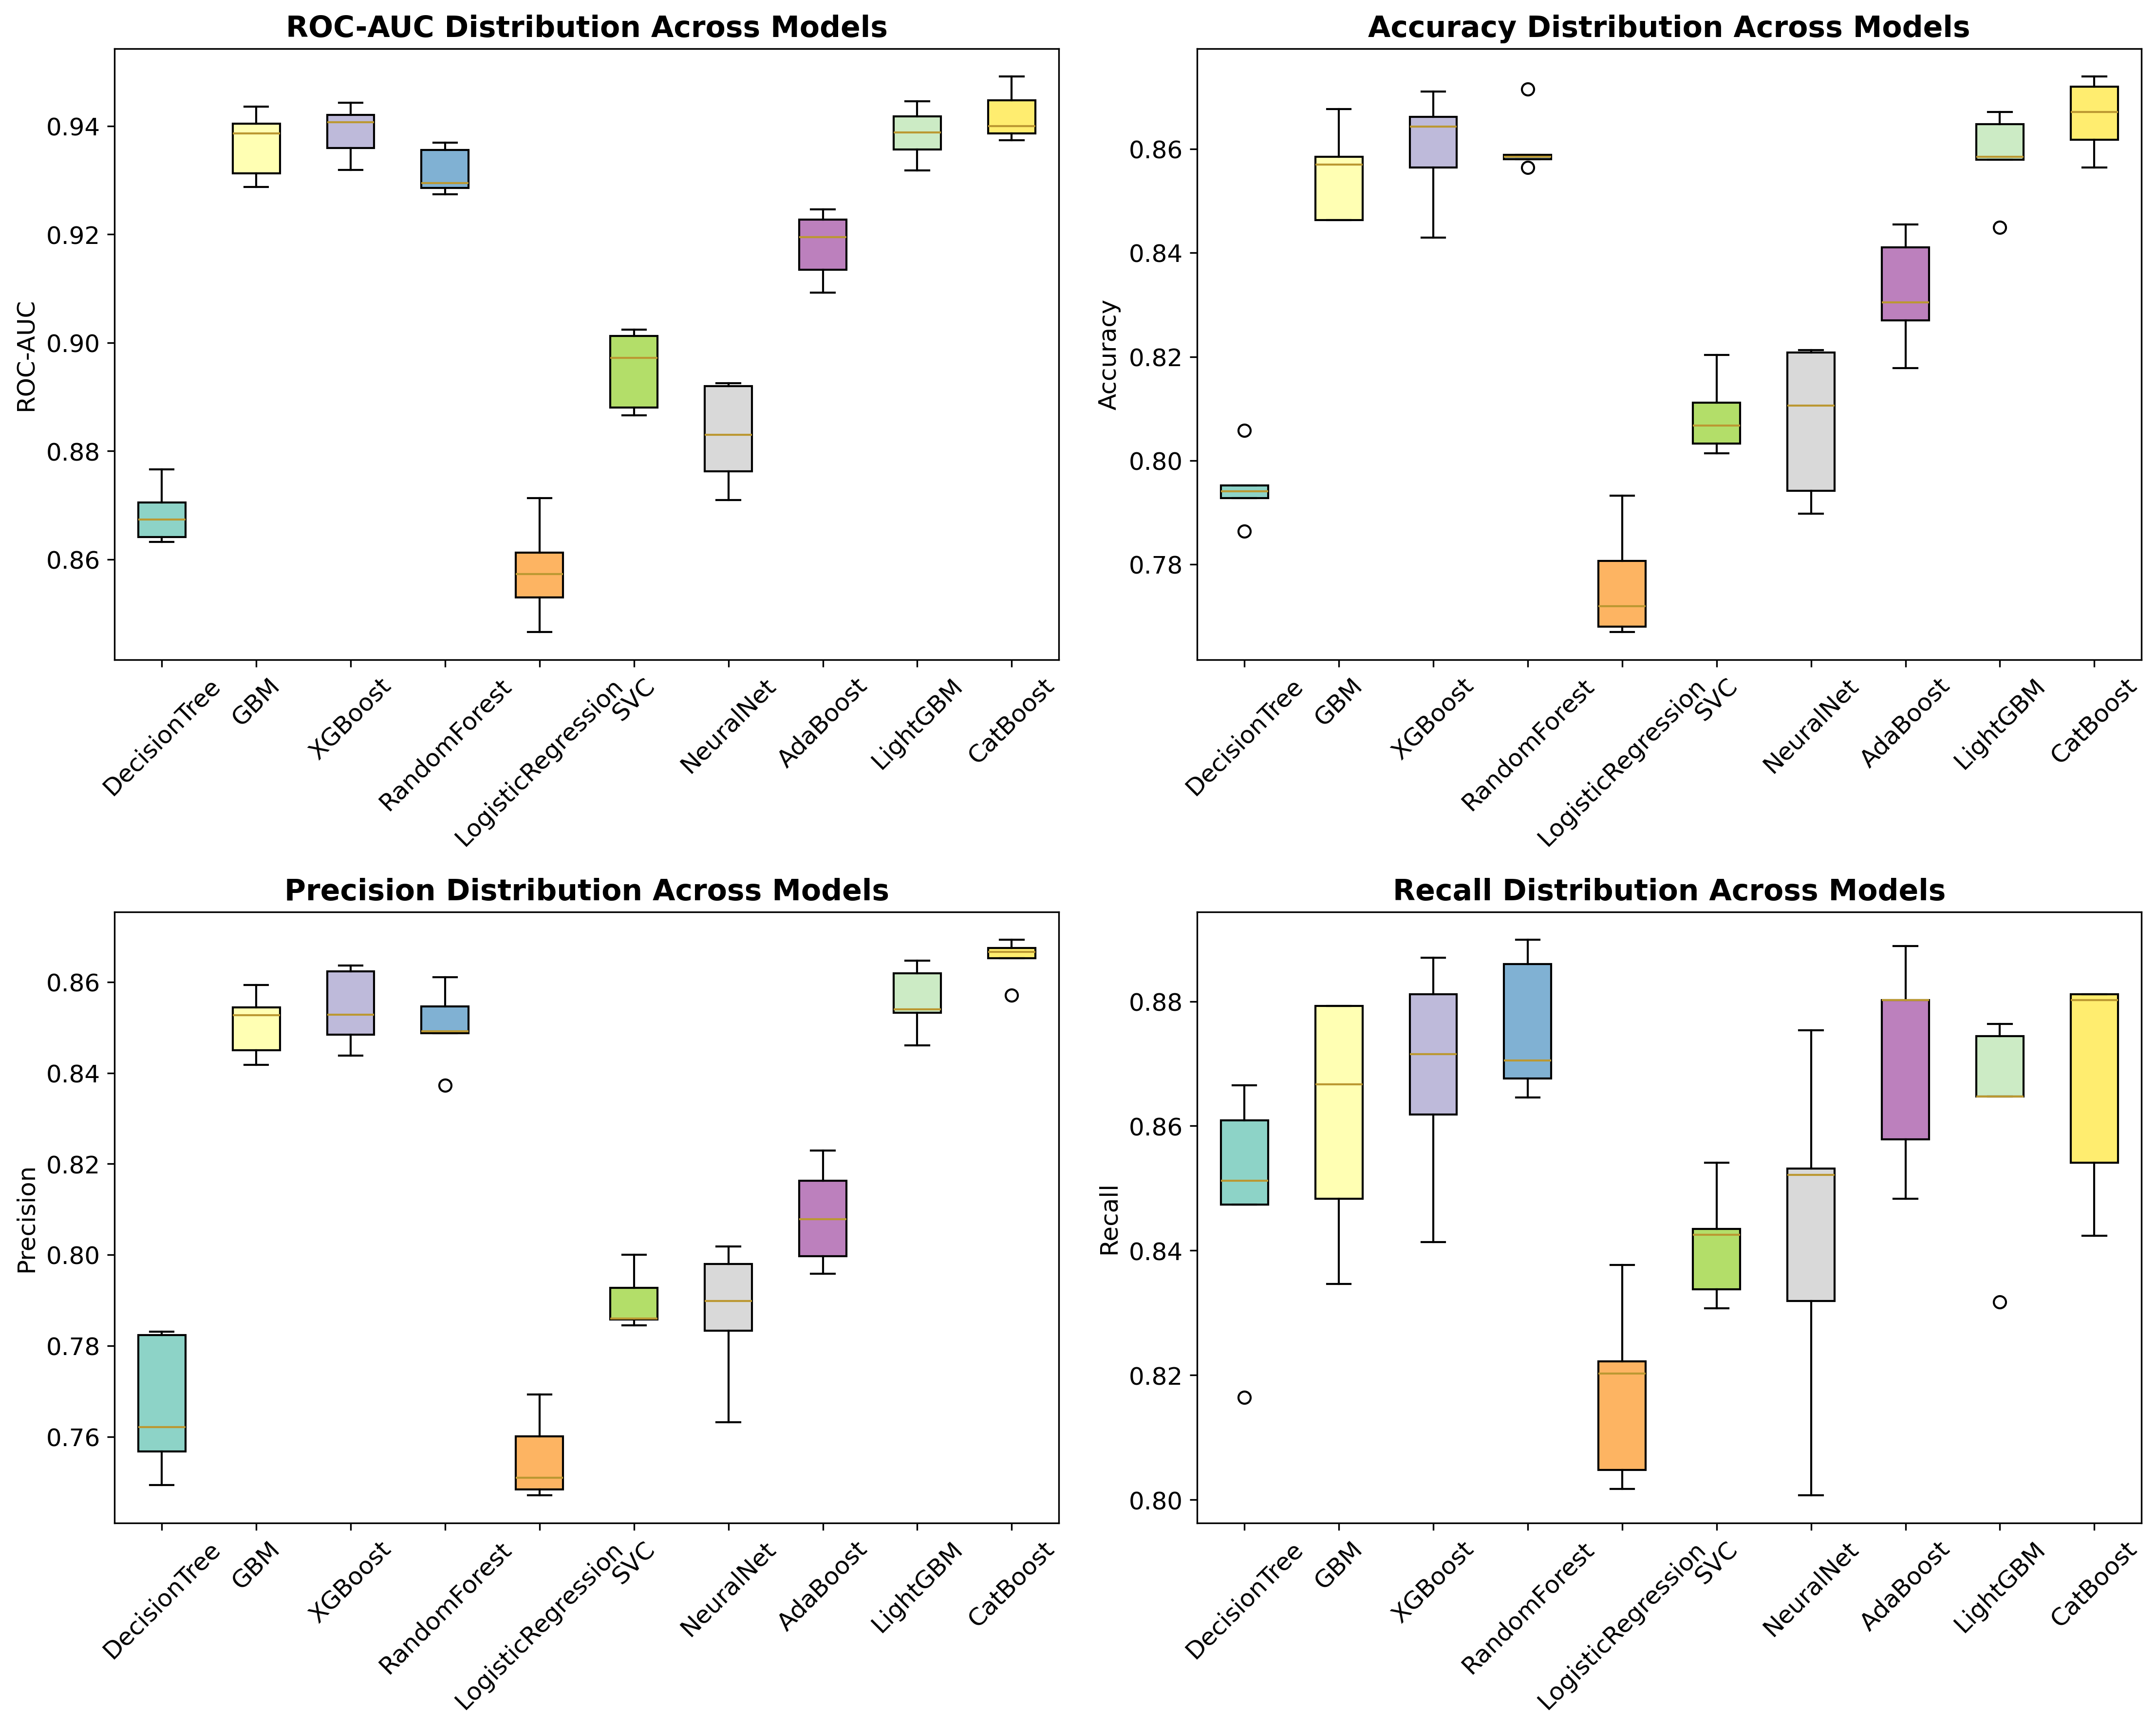 ROC-AUC Distribution Across Models
ROC-AUC
0.94
0.92
0.90
0.88
0.86
DecisionTree
GBM
XGBoost
RandomForest
LogisticRegression
SVC
NeuralNet
AdaBoost
LightGBM
CatBoost
Accuracy Distribution Across Models
Accuracy
0.86
0.84
0.82
0.80
0.78
DecisionTree
GBM
XGBoost
RandomForest
LogisticRegression
SVC
NeuralNet
AdaBoost
LightGBM
CatBoost
Precision Distribution Across Models
Precision
0.86
0.84
0.82
0.80
0.78
0.76
DecisionTree
GBM
XGBoost
RandomForest
LogisticRegression
SVC
NeuralNet
AdaBoost
LightGBM
CatBoost
Recall Distribution Across Models
Recall
0.88
0.86
0.84
0.82
0.80
DecisionTree
GBM
XGBoost
RandomForest
LogisticRegression
SVC
NeuralNet
AdaBoost
LightGBM
CatBoost